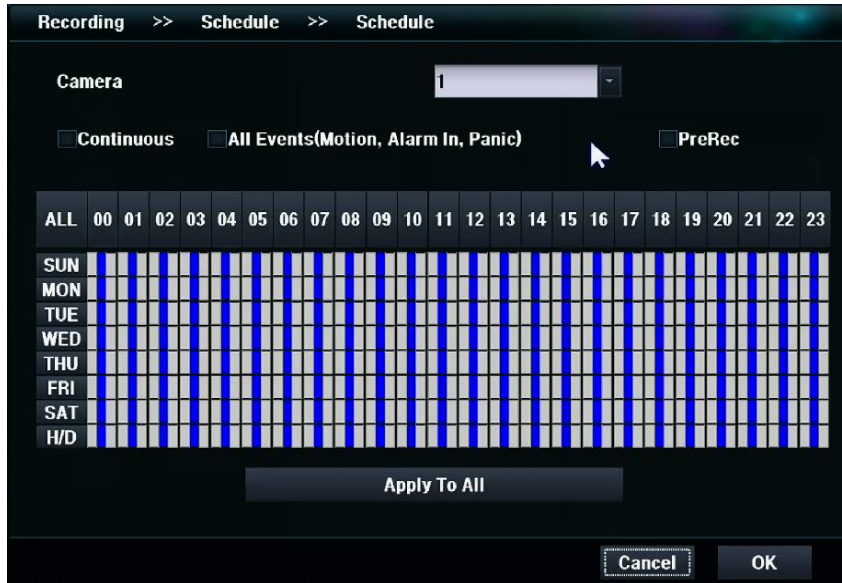 Recording >> Schedule >> Schedule
Camera 1
Continuous All Events(Motion, Alarm In, Panic) PreRec
ALL 00 01 02 03 04 05 06 07 08 09 10 11 12 13 14 15 16 17 18 19 20 21 22 23
SUN
MON
TUE
WED
THU
FRI
SAT
H/D
Apply To All
Cancel OK